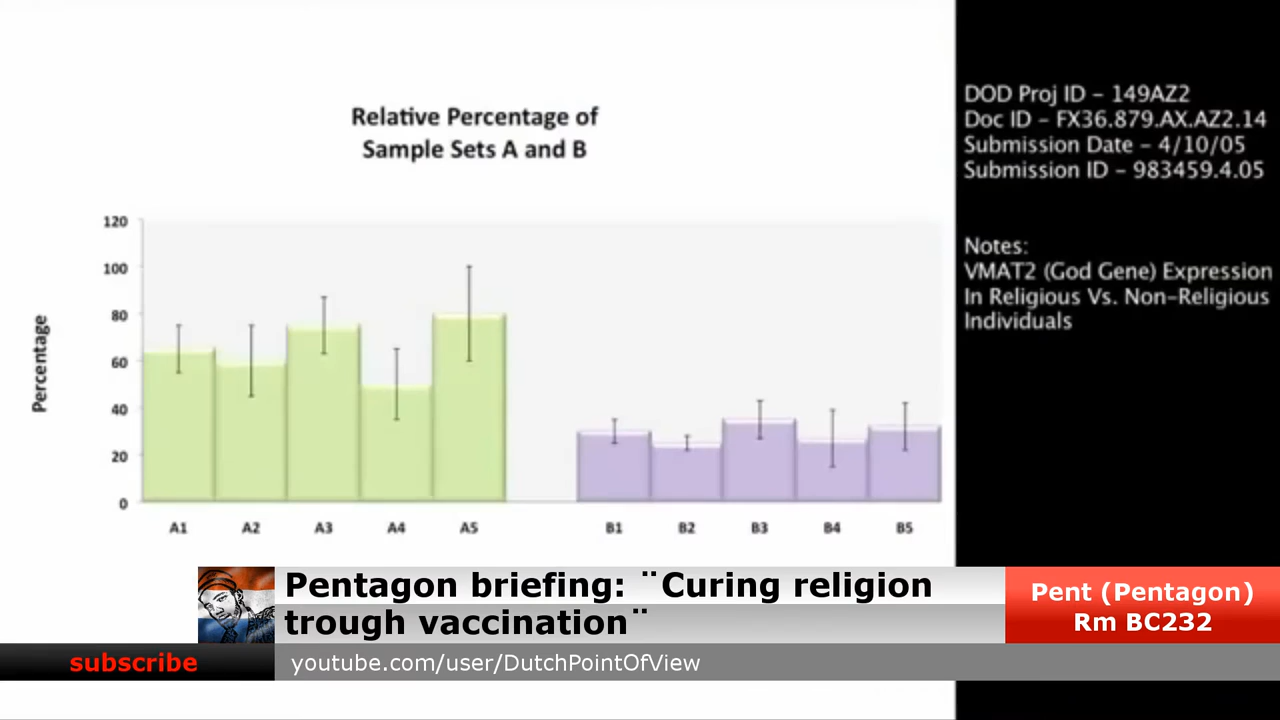 Relative Percentage of
Sample Sets A and B
Percentage
120
100
80
60
40
20
0
A1 A2 A3 A4 A5 B1 B2 B3 B4 B5
DOD Proj ID - 149AZ2
Doc ID - FX36.879.AX.AZ2.14
Submission Date - 4/10/05
Submission ID - 983459.4.05
Notes:
VMAT2 (God Gene) Expression
In Religious Vs. Non-Religious
Individuals
Pentagon briefing: ¨Curing religion
trough vaccination¨
Pent (Pentagon)
Rm BC232
subscribe
youtube.com/user/DutchPointOfView